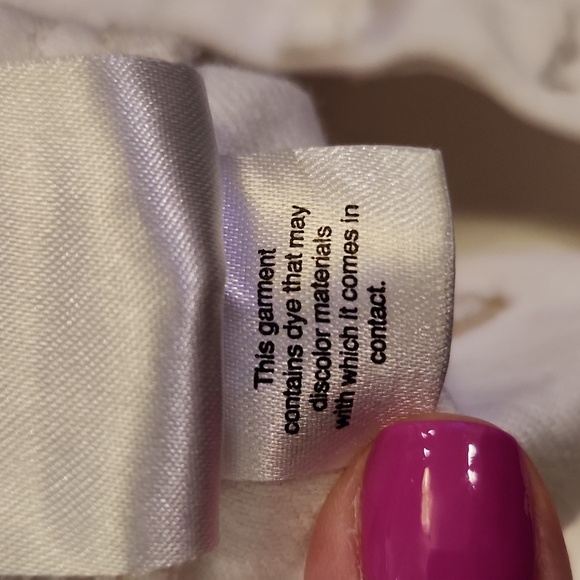 This garment
contains dye that may
discolor materials
with which it comes in
contact.